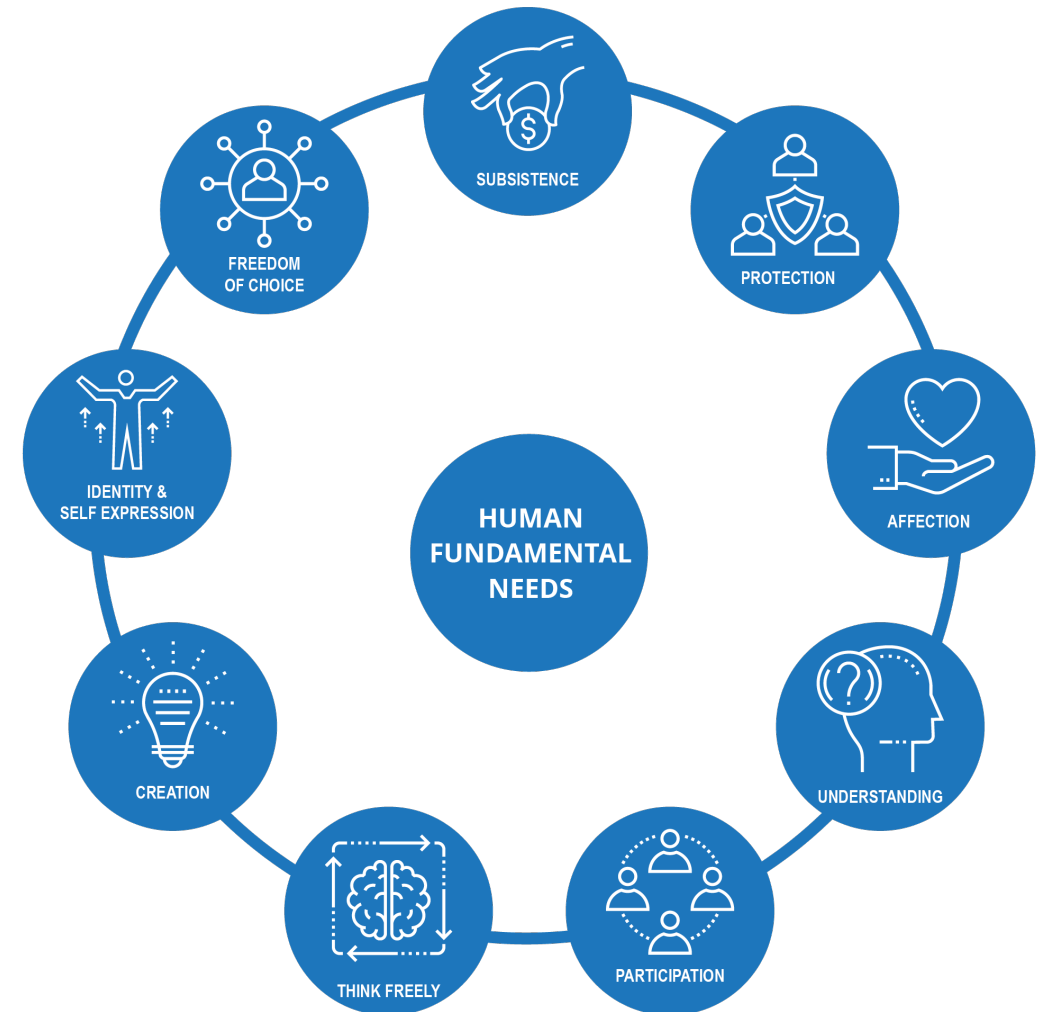 SUBSISTENCE
PROTECTION
AFFECTION
UNDERSTANDING
PARTICIPATION
THINK FREELY
CREATION
IDENTITY &
SELF EXPRESSION
FREEDOM
OF CHOICE
HUMAN
FUNDAMENTAL
NEEDS
$
?